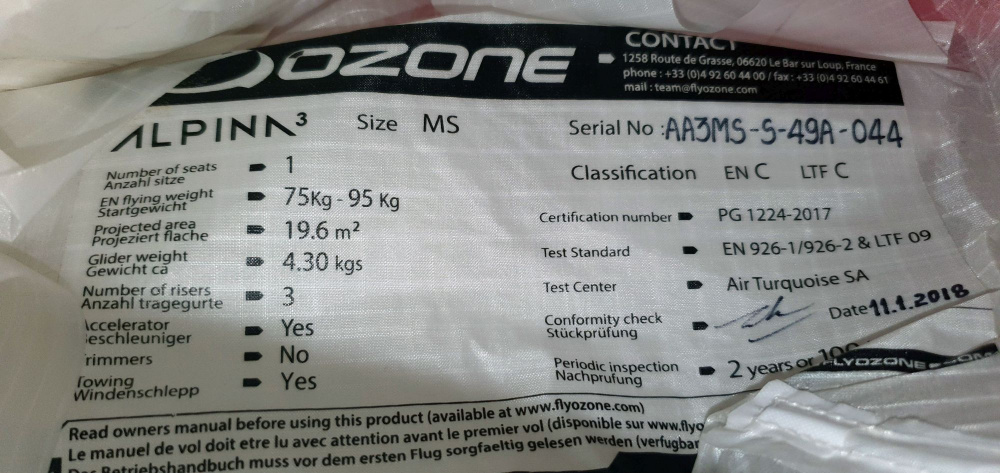 OZONE
CONTACT
1258 Route de Grasse, 06620 Le Bar sur Loup, France
phone : +33 (0)4 92 60 44 00 / fax : +33 (0)4 92 60 44 61
mail : team@flyozone.com
ALPINA³ Size MS
Serial No : AA3MS-S-49A-044
Number of seats 1
Anzahl sitze
EN flying weight 75Kg - 95 Kg
Startgewicht
Projected area 19.6 m²
Projeziert flache
Glider weight 4.30 kgs
Gewicht ca
Number of risers 3
Anzahl tragegurte
Accelerator Yes
eschleuniger
rimmers No
Towing Yes
Windenschlepp
Classification EN C LTF C
Certification number PG 1224-2017
Test Standard EN 926-1/926-2 & LTF 09
Test Center Air Turquoise SA
Conformity check Date 11.1.2018
Stückprüfung
Periodic inspection 2 years or 100
Nachprufung
FLYOZONE.COM
Read owners manual before using this product (available at www.flyozone.com)
Le manuel de vol doit etre lu avec attention avant le premier vol (disponible sur www.flyo
Das Betriebshandbuch muss vor dem ersten Flug sorgfaeltig gelesen werden (verfugbar